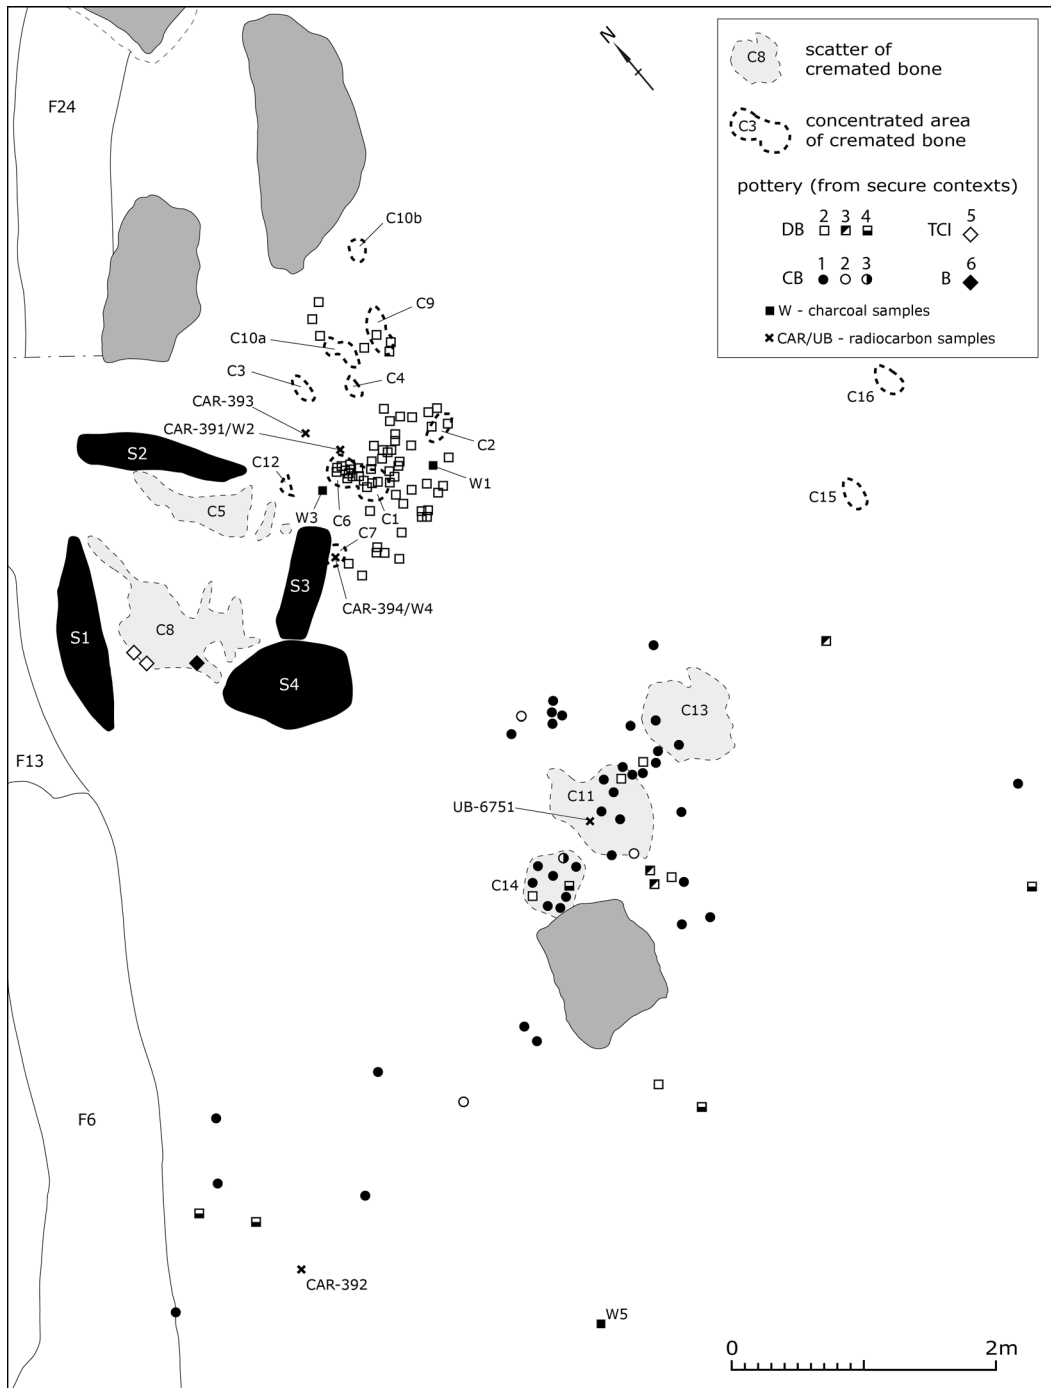 N
C8
scatter of
cremated bone
C3
concentrated area
of cremated bone
pottery (from secure contexts)
2 3 4 5
DB TCI
1 2 3 6
CB B
W - charcoal samples
CAR/UB - radiocarbon samples
F24
C10b
C9
C10a
C3
C4
C16
CAR-393
CAR-391/W2
C2
S2
C12
W1
C15
C5
W3
C6
C1
C7
S3
CAR-394/W4
S1
C8
S4
C13
F13
C11
UB-6751
C14
F6
CAR-392
W5
0 2m